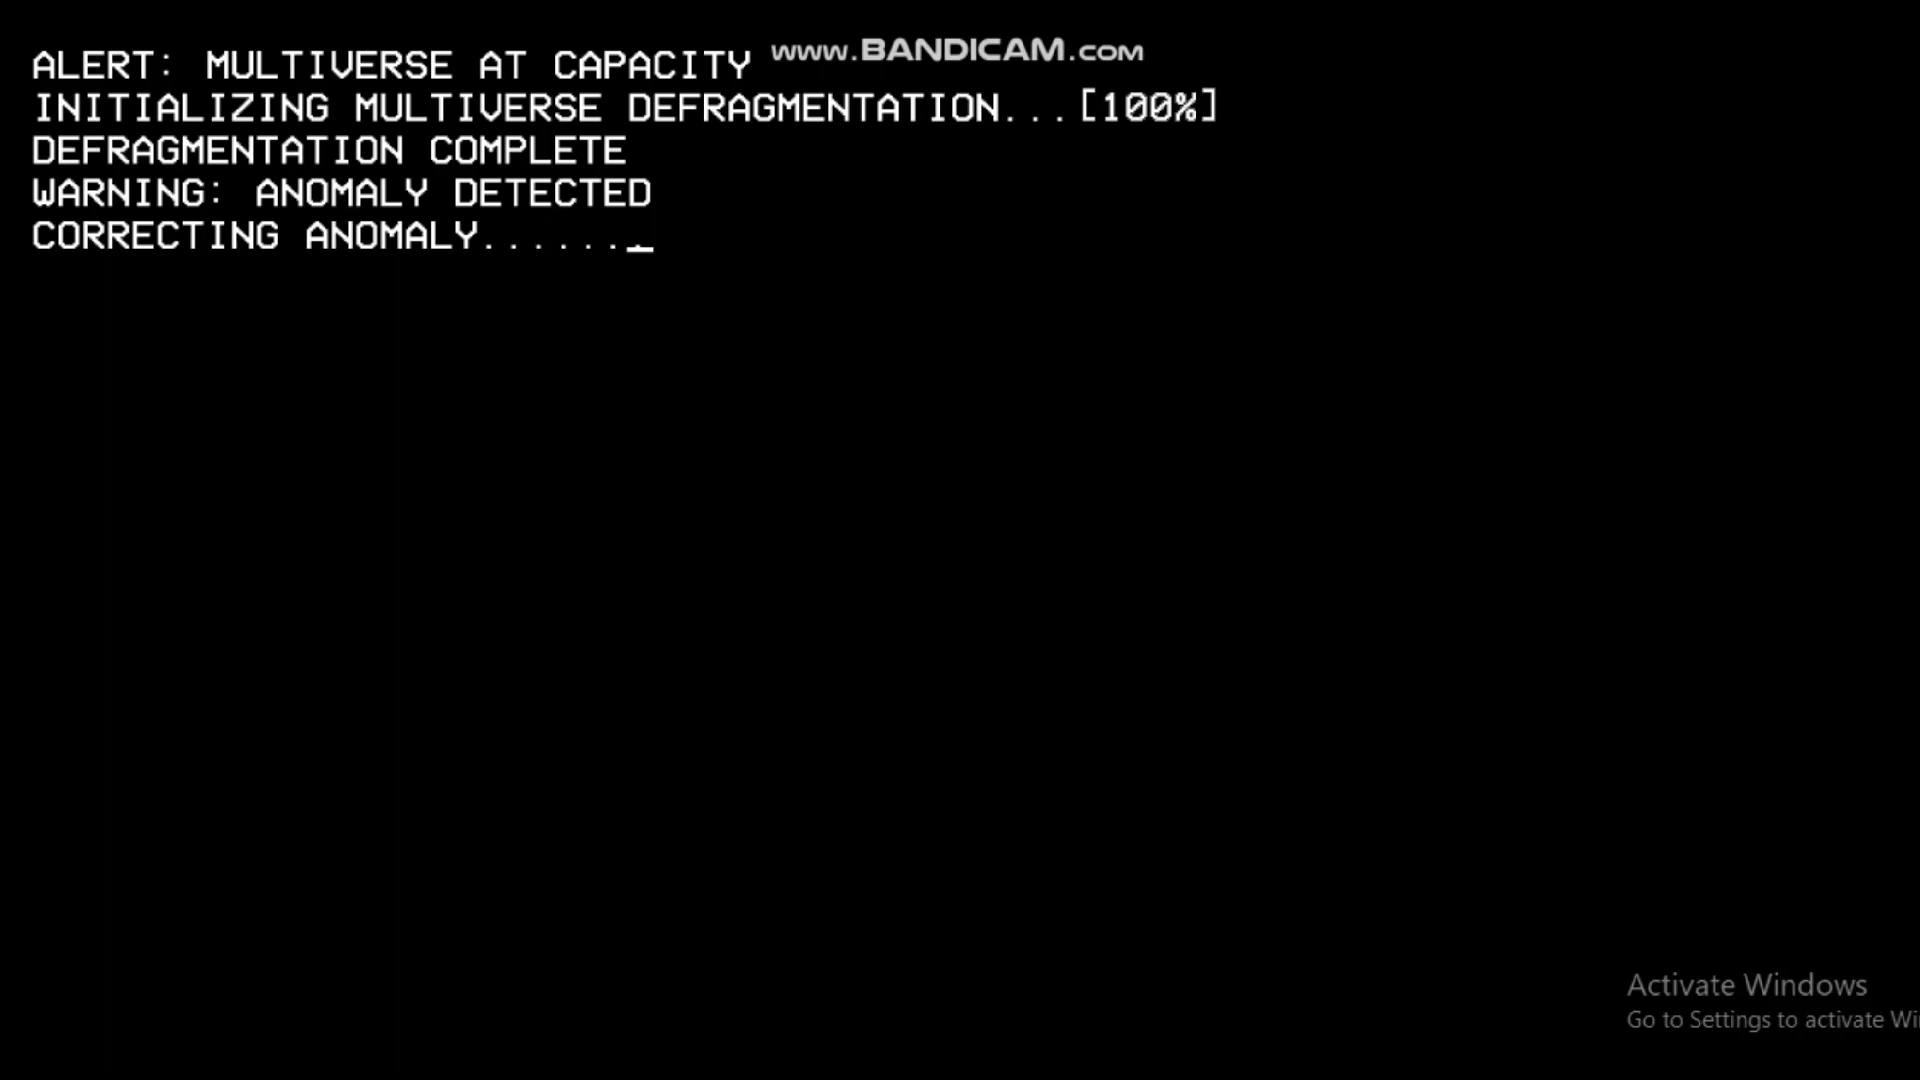 ALERT: MULTIVERSE AT CAPACITY
www.BANDICAM.com
INITIALIZING MULTIVERSE DEFRAGMENTATION...[100%]
DEFRAGMENTATION COMPLETE
WARNING: ANOMALY DETECTED
CORRECTING ANOMALY......._
Activate Windows
Go to Settings to activate Wi